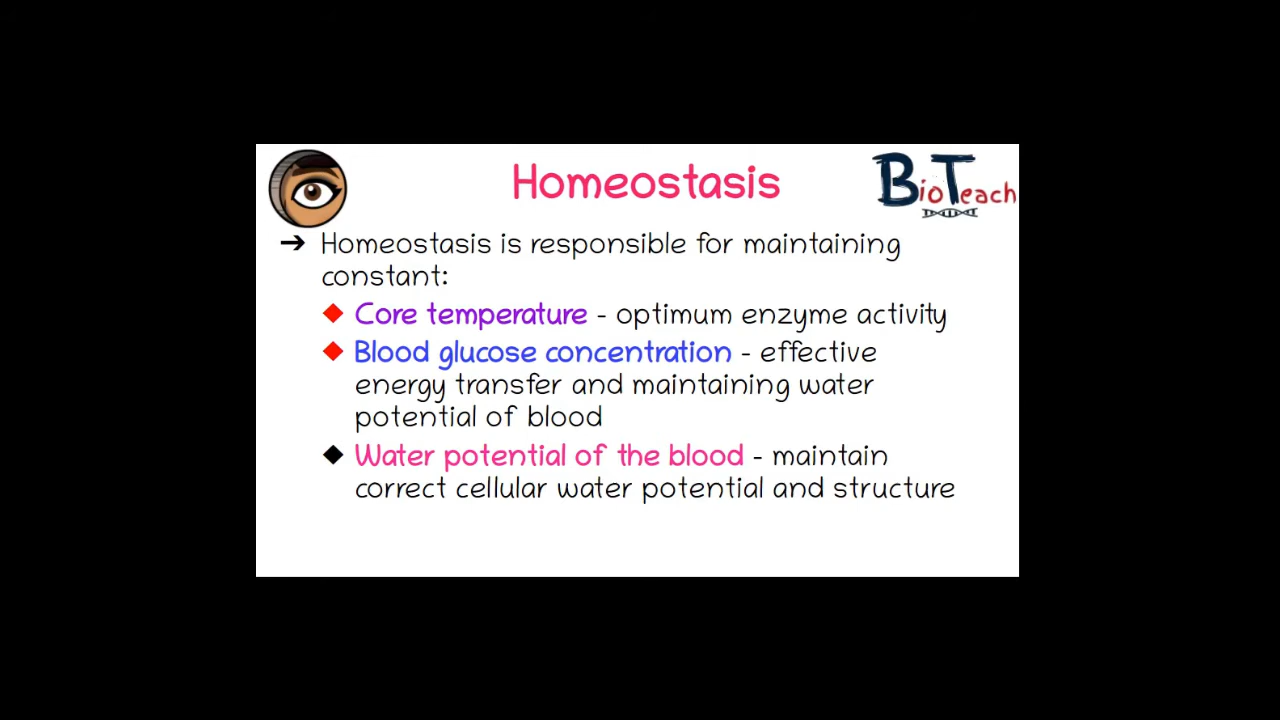 Homeostasis
BioTeach
➔ Homeostasis is responsible for maintaining
constant:
◆ Core temperature - optimum enzyme activity
◆ Blood glucose concentration - effective
energy transfer and maintaining water
potential of blood
◆ Water potential of the blood - maintain
correct cellular water potential and structure